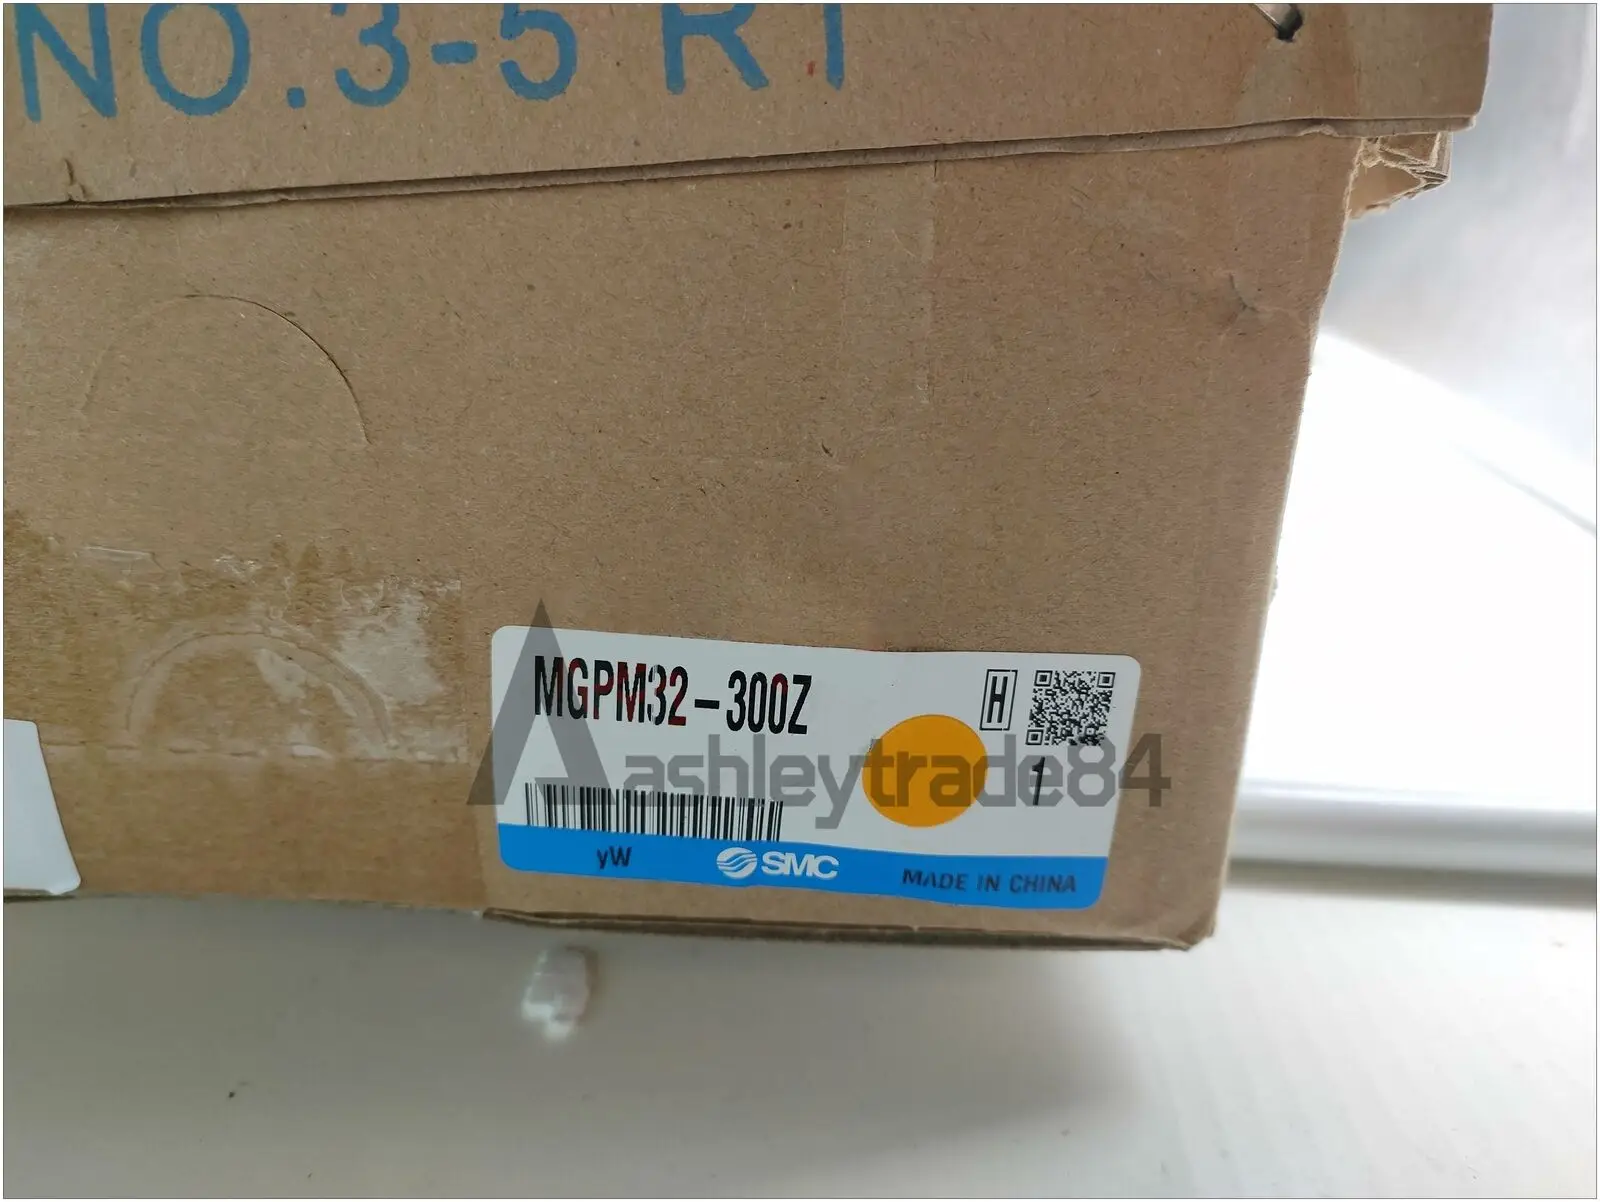 NO.3-5 R1
MGPM32-300Z
H
ashleytrade84
1
yW
SMC
MADE IN CHINA